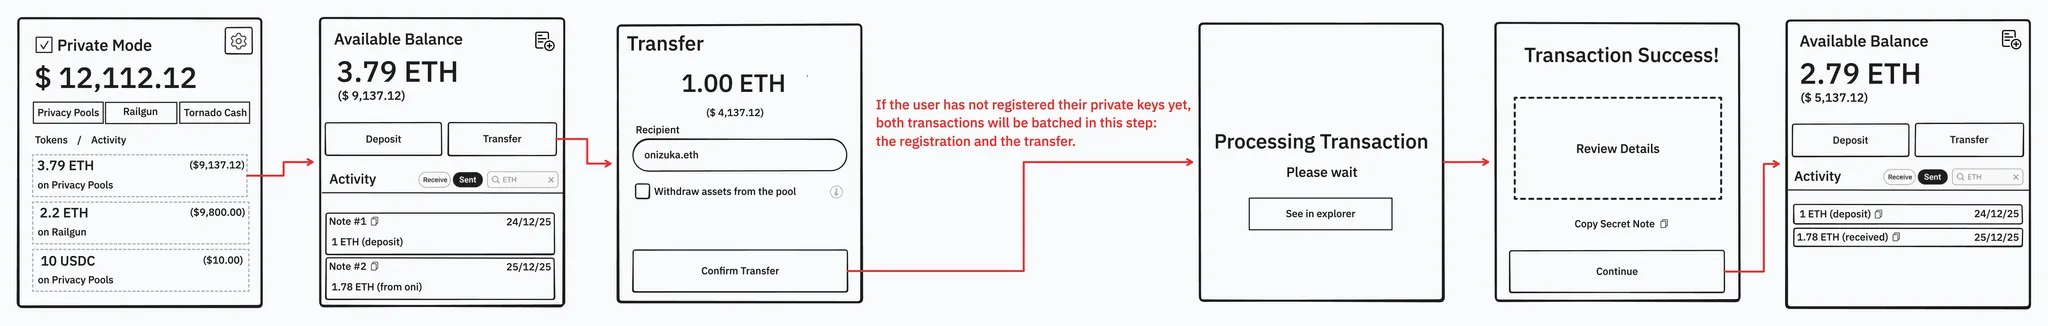 Private Mode
$ 12,112.12
Privacy Pools
Railgun
Tornado Cash
Tokens / Activity
3.79 ETH
($9,137.12)
on Privacy Pools
2.2 ETH
($9,800.00)
on Railgun
10 USDC
($10.00)
on Privacy Pools
Available Balance
3.79 ETH
($ 9,137.12)
Deposit
Transfer
Activity
Receive
Sent
ETH
Note #1
24/12/25
1 ETH (deposit)
Note #2
25/12/25
1.78 ETH (from oni)
Transfer
1.00 ETH
($ 4,137.12)
Recipient
onizuka.eth
Withdraw assets from the pool
Confirm Transfer
If the user has not registered their private keys yet,
both transactions will be batched in this step:
the registration and the transfer.
Processing Transaction
Please wait
See in explorer
Transaction Success!
Review Details
Copy Secret Note
Continue
Available Balance
2.79 ETH
($ 5,137.12)
Deposit
Transfer
Activity
Receive
Sent
ETH
1 ETH (deposit)
24/12/25
1.78 ETH (received)
25/12/25